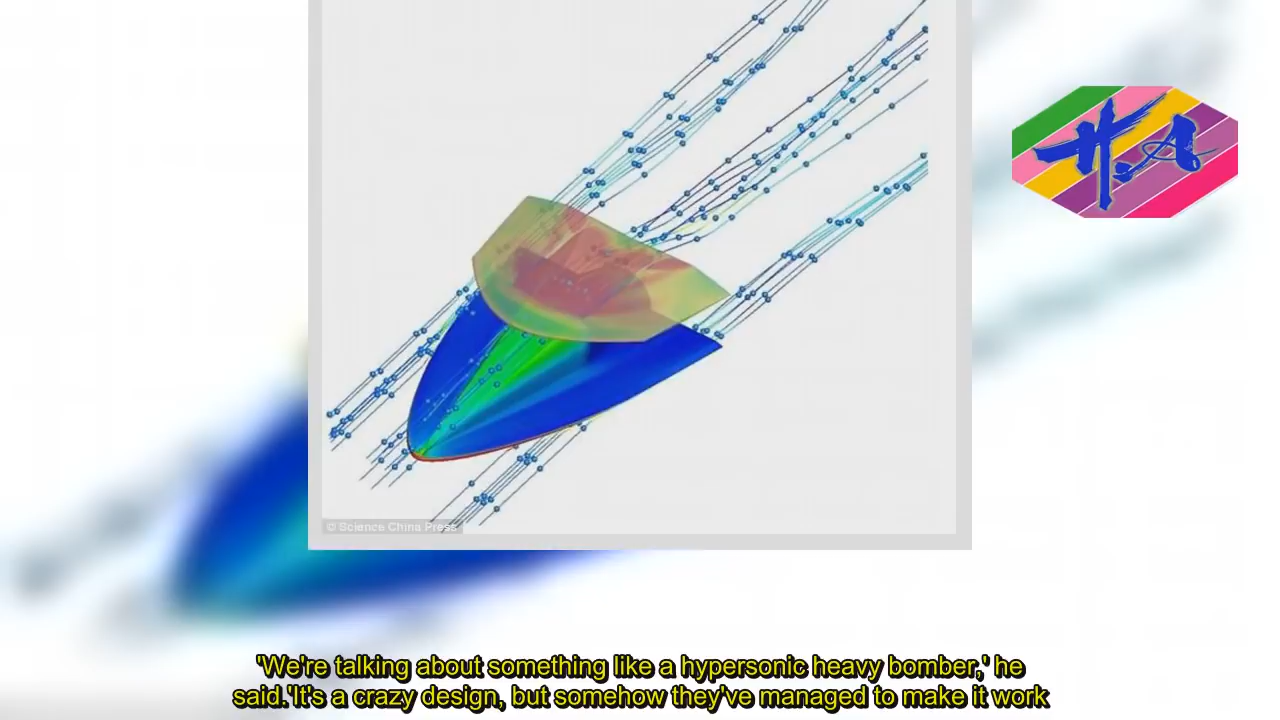 © Science China Press
'We're talking about something like a hypersonic heavy bomber,' he
said.'It's a crazy design, but somehow they've managed to make it work